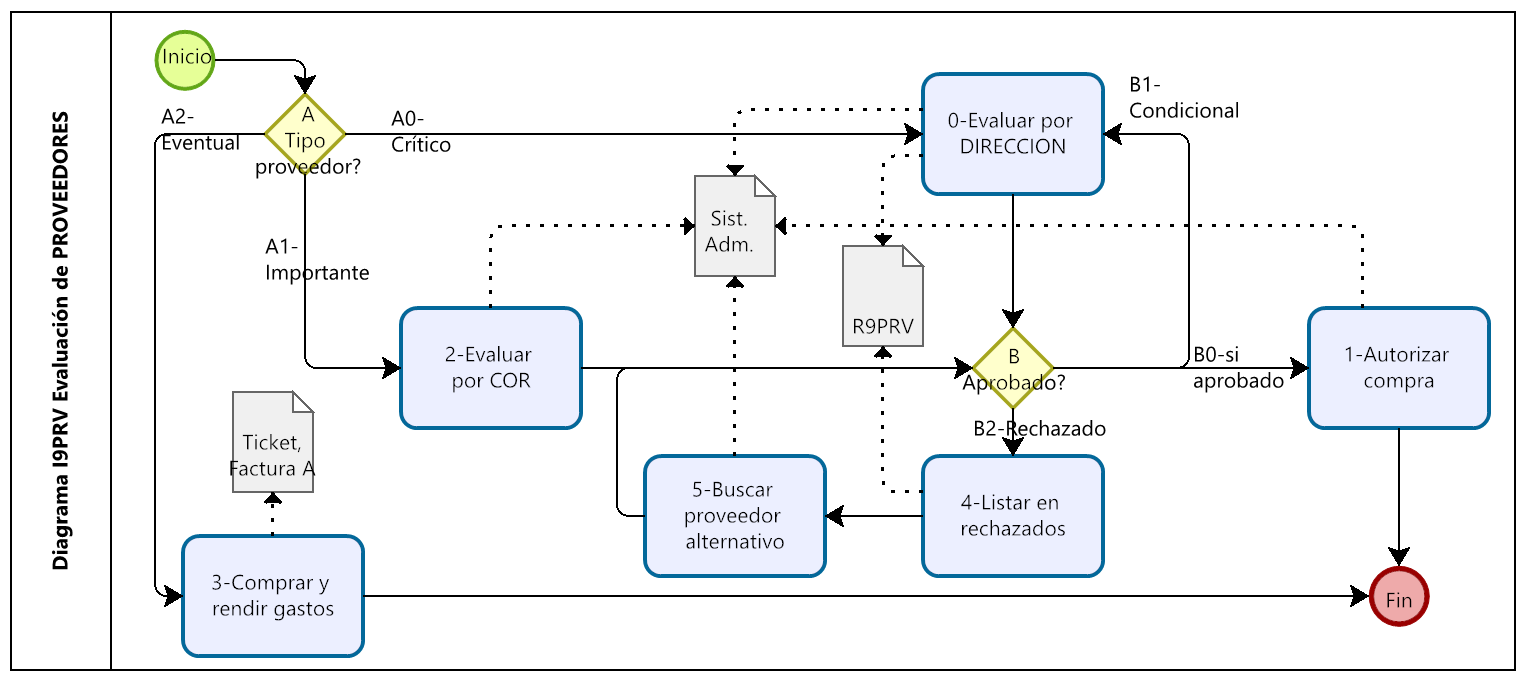 Diagrama I9PRV Evaluación de PROVEEDORES
Inicio
A2-
Eventual
A
Tipo
proveedor?
A0-
Crítico
0-Evaluar por
DIRECCION
B1-
Condicional
Sist.
Adm.
A1-
Importante
R9PRV
2-Evaluar
por COR
B
Aprobado?
B0-si
aprobado
1-Autorizar
compra
B2-Rechazado
Ticket,
Factura A
5-Buscar
proveedor
alternativo
4-Listar en
rechazados
3-Comprar y
rendir gastos
Fin